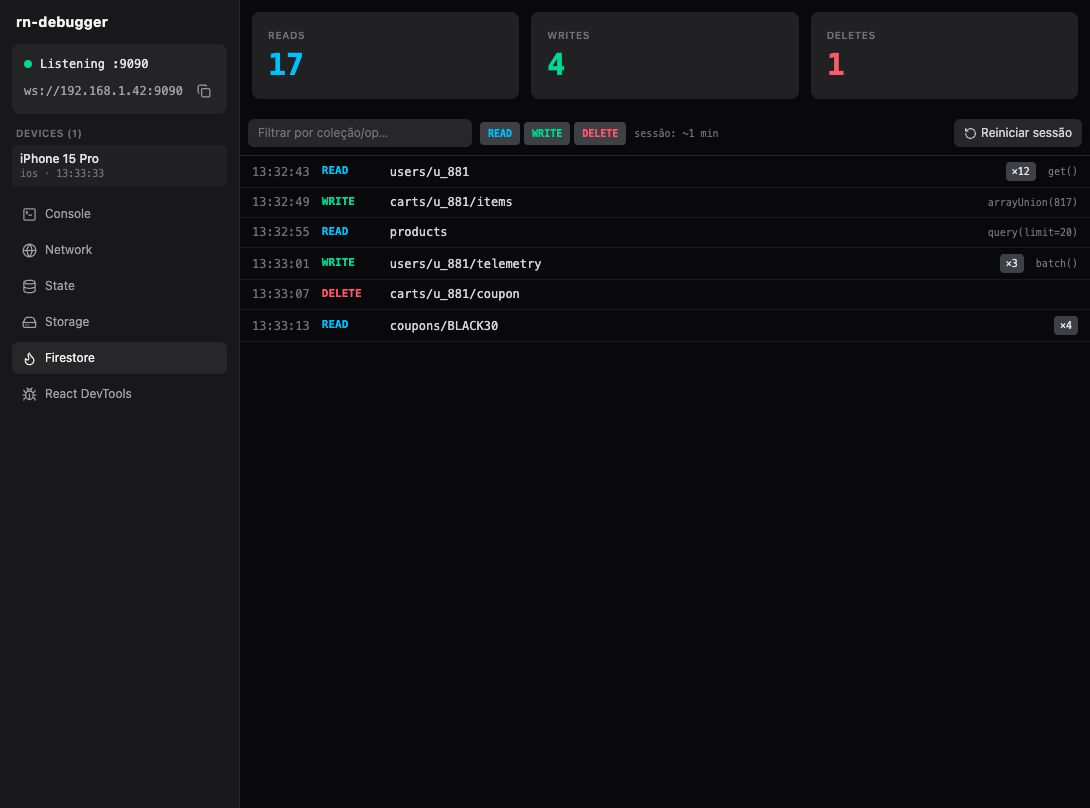 rn-debugger
Listening :9090
ws://192.168.1.42:9090
DEVICES (1)
iPhone 15 Pro
ios · 13:33:33
Console
Network
State
Storage
Firestore
React DevTools
READS
17
WRITES
4
DELETES
1
Filtrar por coleção/op...
READ WRITE DELETE sessão: ~1 min
Reiniciar sessão
13:32:43 READ users/u_881 ×12 get()
13:32:49 WRITE carts/u_881/items arrayUnion(817)
13:32:55 READ products query(limit=20)
13:33:01 WRITE users/u_881/telemetry ×3 batch()
13:33:07 DELETE carts/u_881/coupon
13:33:13 READ coupons/BLACK30 ×4